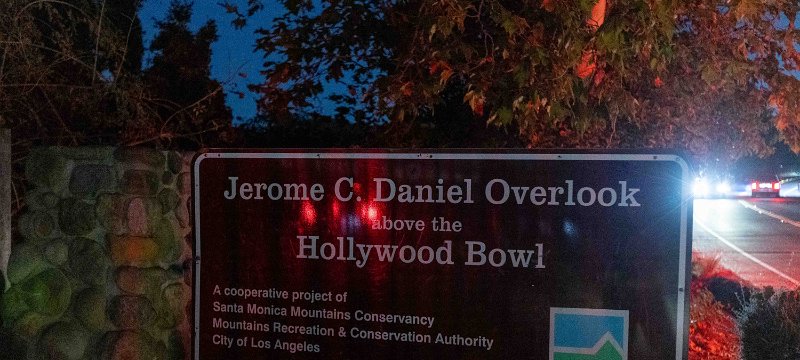 Jerome C. Daniel Overlook
above the
Hollywood Bowl
A cooperative project of
Santa Monica Mountains Conservancy
Mountains Recreation & Conservation Authority
City of Los Angeles